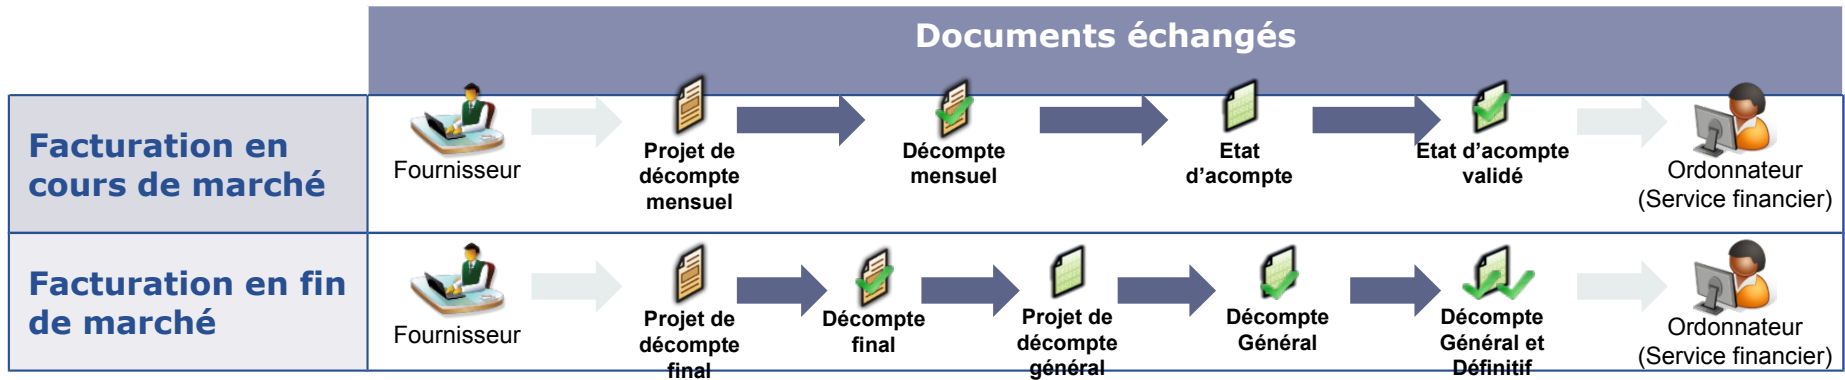 Documents échangés
Facturation en
cours de marché
Fournisseur
Projet de
décompte
mensuel
Décompte
mensuel
Etat
d'acompte
Etat d'acompte
validé
Ordonnateur
(Service financier)
Facturation en fin
de marché
Fournisseur
Projet de
décompte
final
Décompte
final
Projet de
décompte
général
Décompte
Général
Décompte
Général et
Définitif
Ordonnateur
(Service financier)